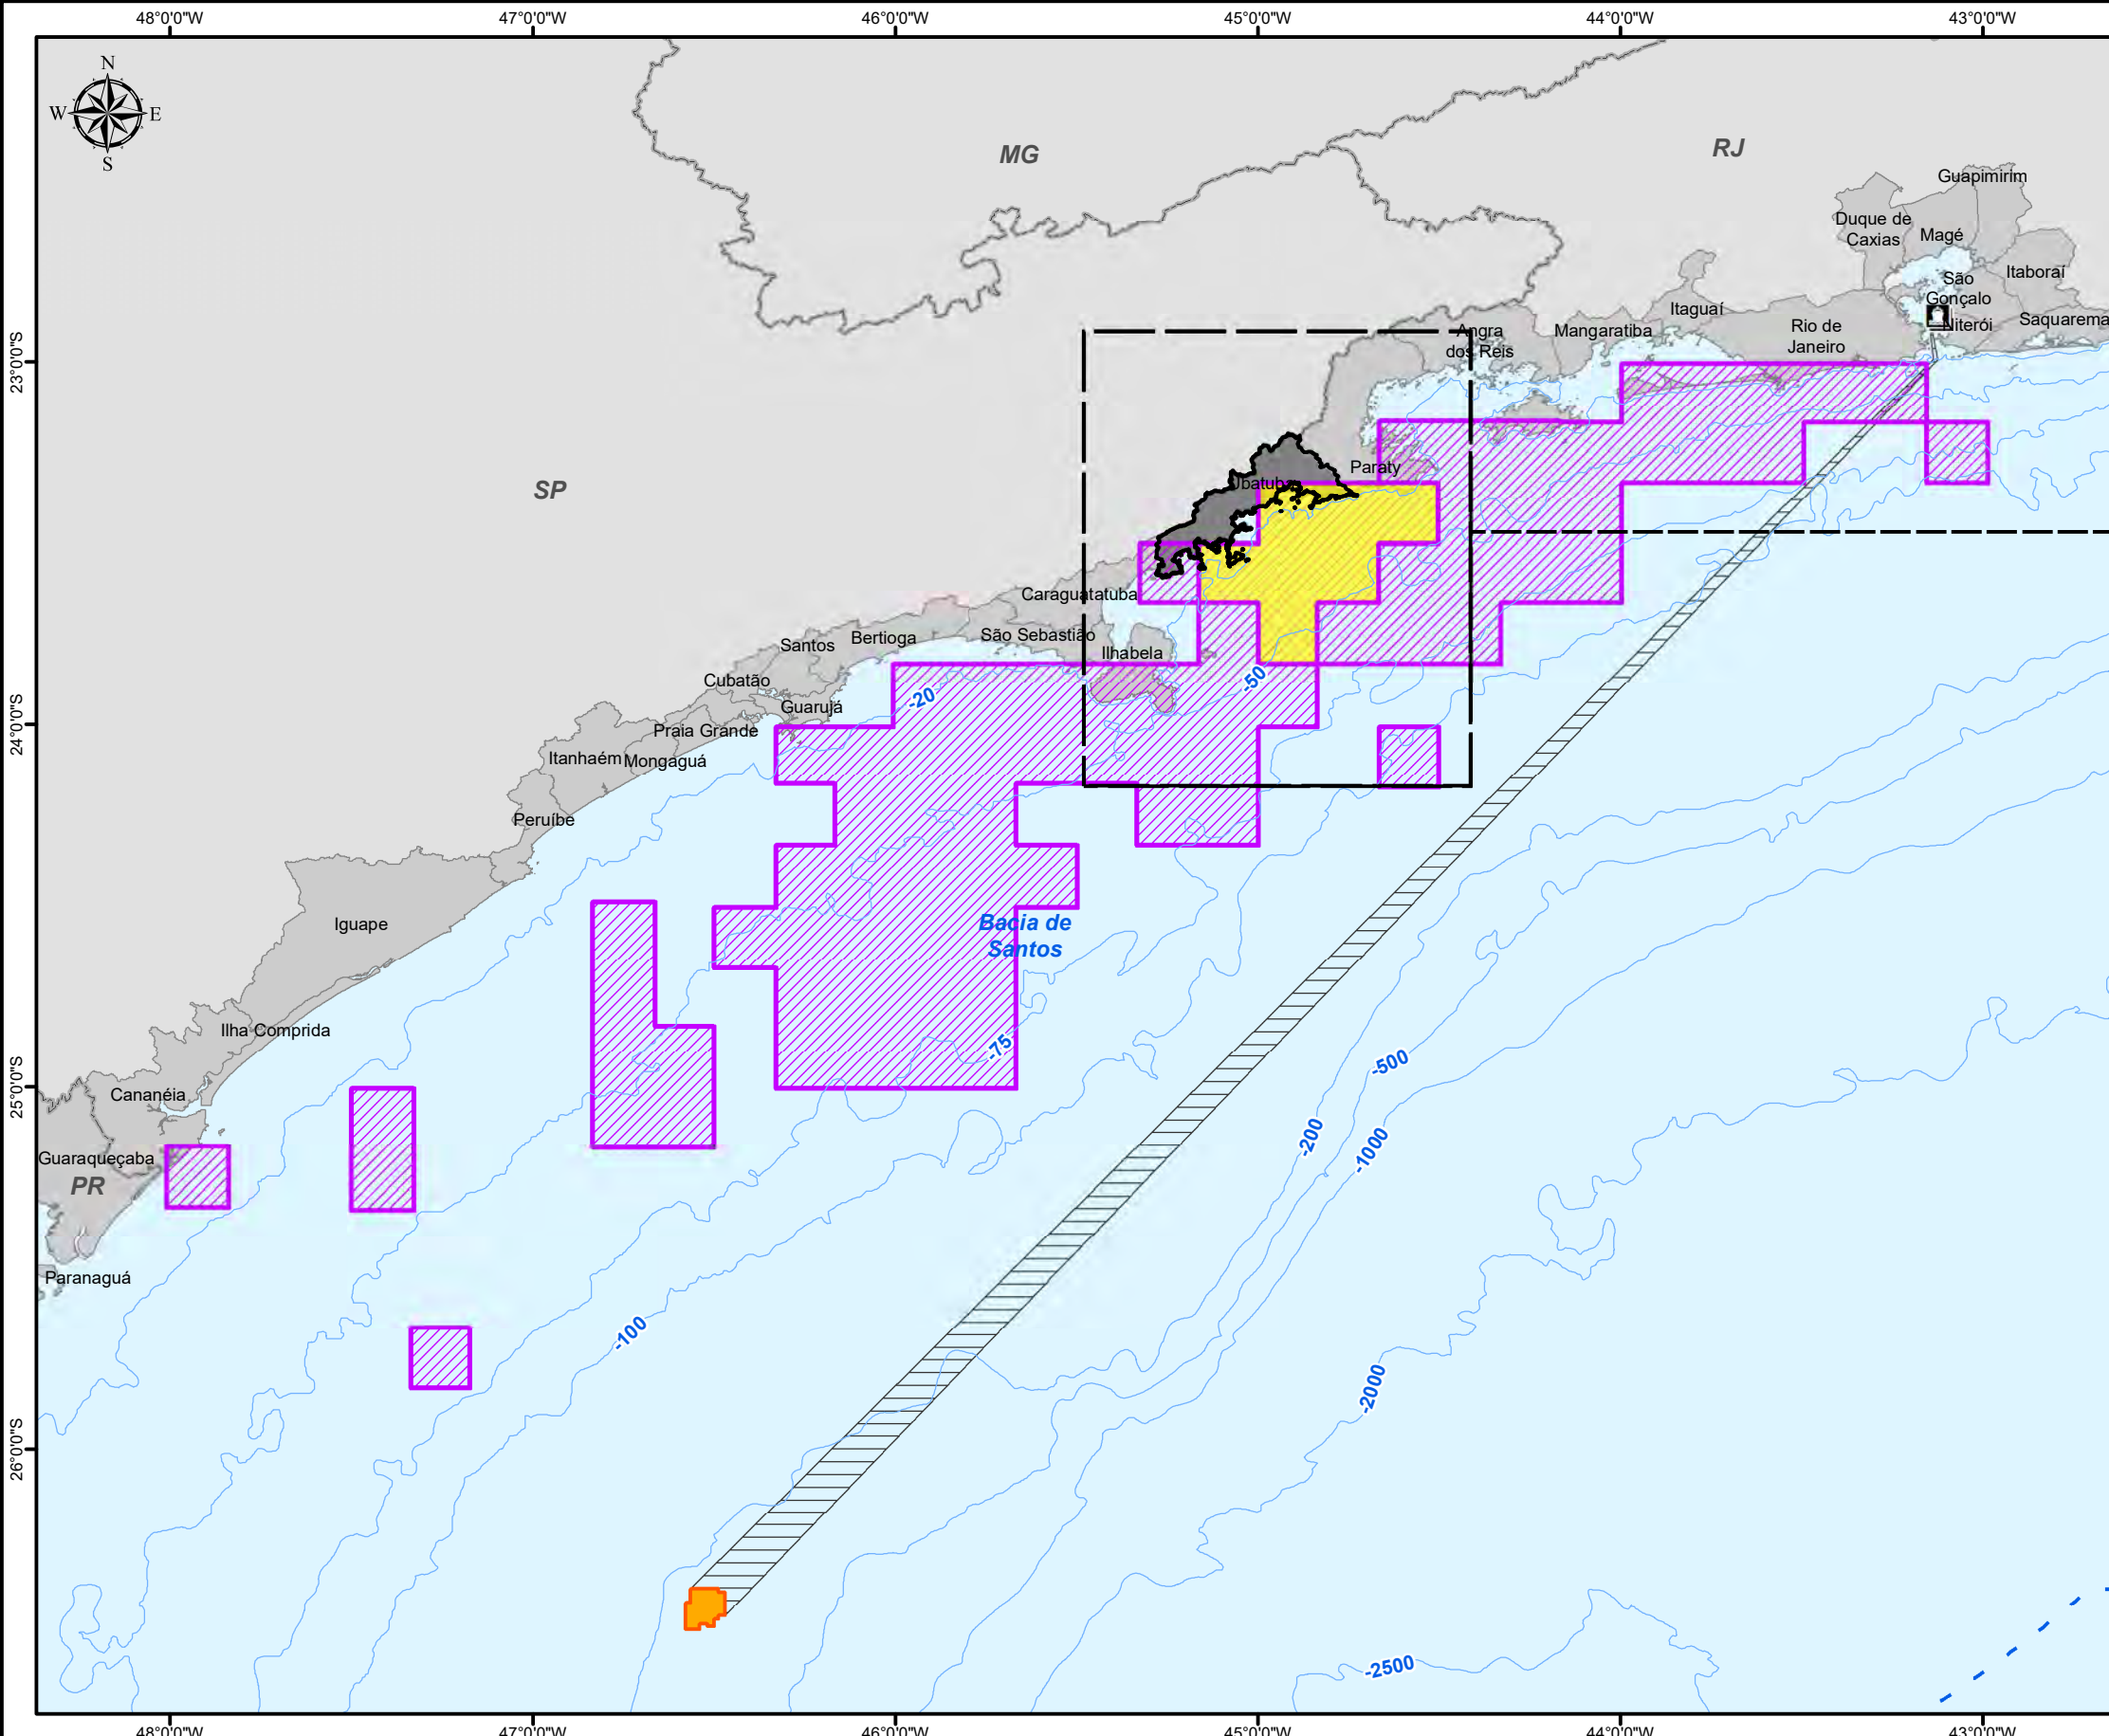 48°0'0"W
47°0'0"W
46°0'0"W
45°0'0"W
44°0'0"W
43°0'0"W
N
W
E
S
MG
RJ
SP
PR
Guapimirim
Duque de
Caxias
Magé
Itaboraí
São
Gonçalo
Niterói
Saquarema
Itaguaí
Rio de
Janeiro
Mangaratiba
Angra
dos Reis
23°0'0"S
Paraty
Ubatuba
Caraguatatuba
São Sebastião
Ilhabela
Bertioga
Santos
Cubatão
Guarujá
Praia Grande
Itanhaém
Mongaguá
Peruíbe
24°0'0"S
-20
-50
Iguape
Bacia de
Santos
Ilha Comprida
-75
-500
25°0'0"S
Cananéia
-200
-1000
Guaraqueçaba
Paranaguá
-100
-2000
26°0'0"S
-2500
48°0'0"W
47°0'0"W
46°0'0"W
45°0'0"W
44°0'0"W
43°0'0"W